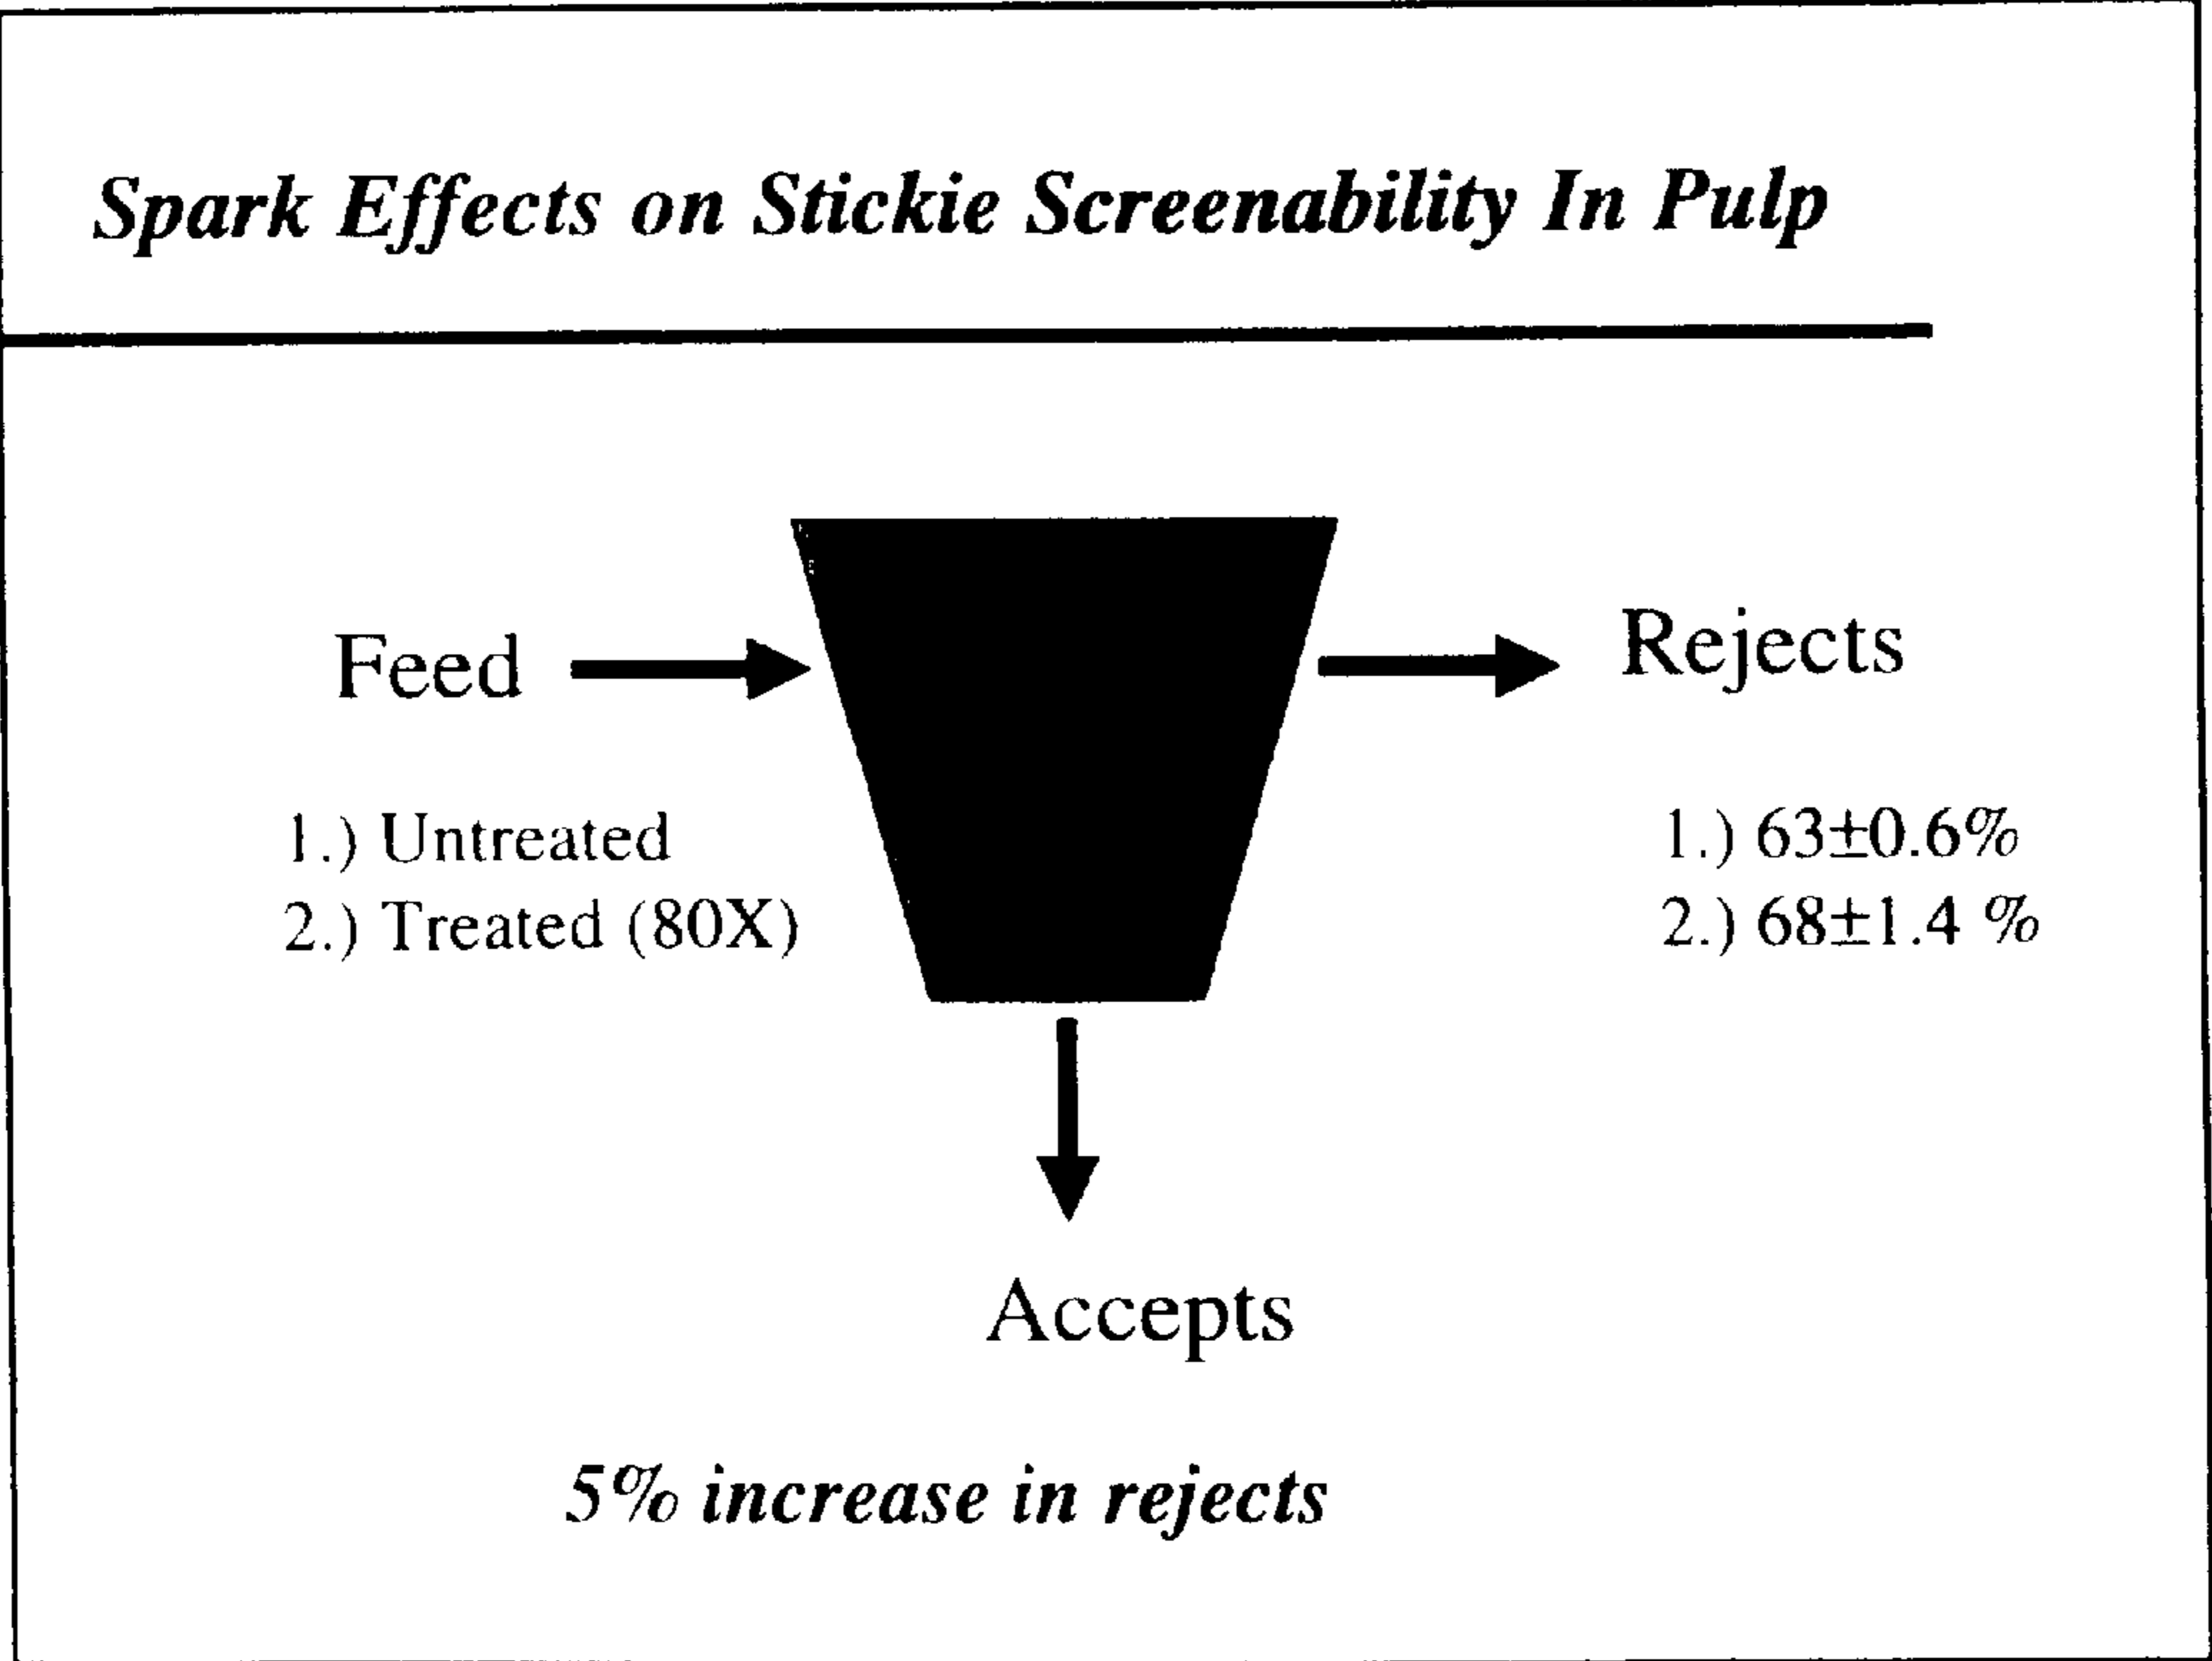 Spark Effects on Stickie Screenability In Pulp
Feed
Rejects
1.) Untreated
2.) Treated (80X)
1.) 63±0.6%
2.) 68±1.4 %
Accepts
5% increase in rejects